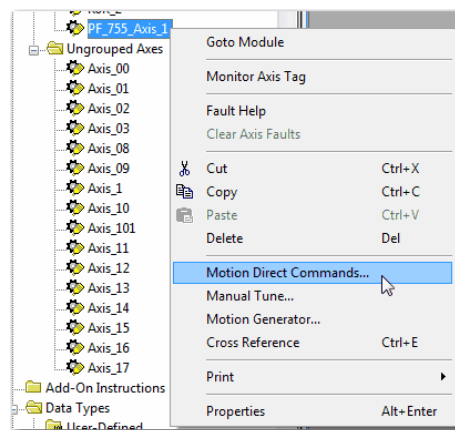 PF_755_Axis_1
Ungrouped Axes
Axis_00
Axis_01
Axis_02
Axis_03
Axis_08
Axis_09
Axis_1
Axis_10
Axis_101
Axis_11
Axis_12
Axis_13
Axis_14
Axis_15
Axis_16
Axis_17
Add-On Instructions
Data Types
User-Defined
Goto Module
Monitor Axis Tag
Fault Help
Clear Axis Faults
Cut Ctrl+X
Copy Ctrl+C
Paste Ctrl+V
Delete Del
Motion Direct Commands...
Manual Tune...
Motion Generator...
Cross Reference Ctrl+E
Print
Properties Alt+Enter